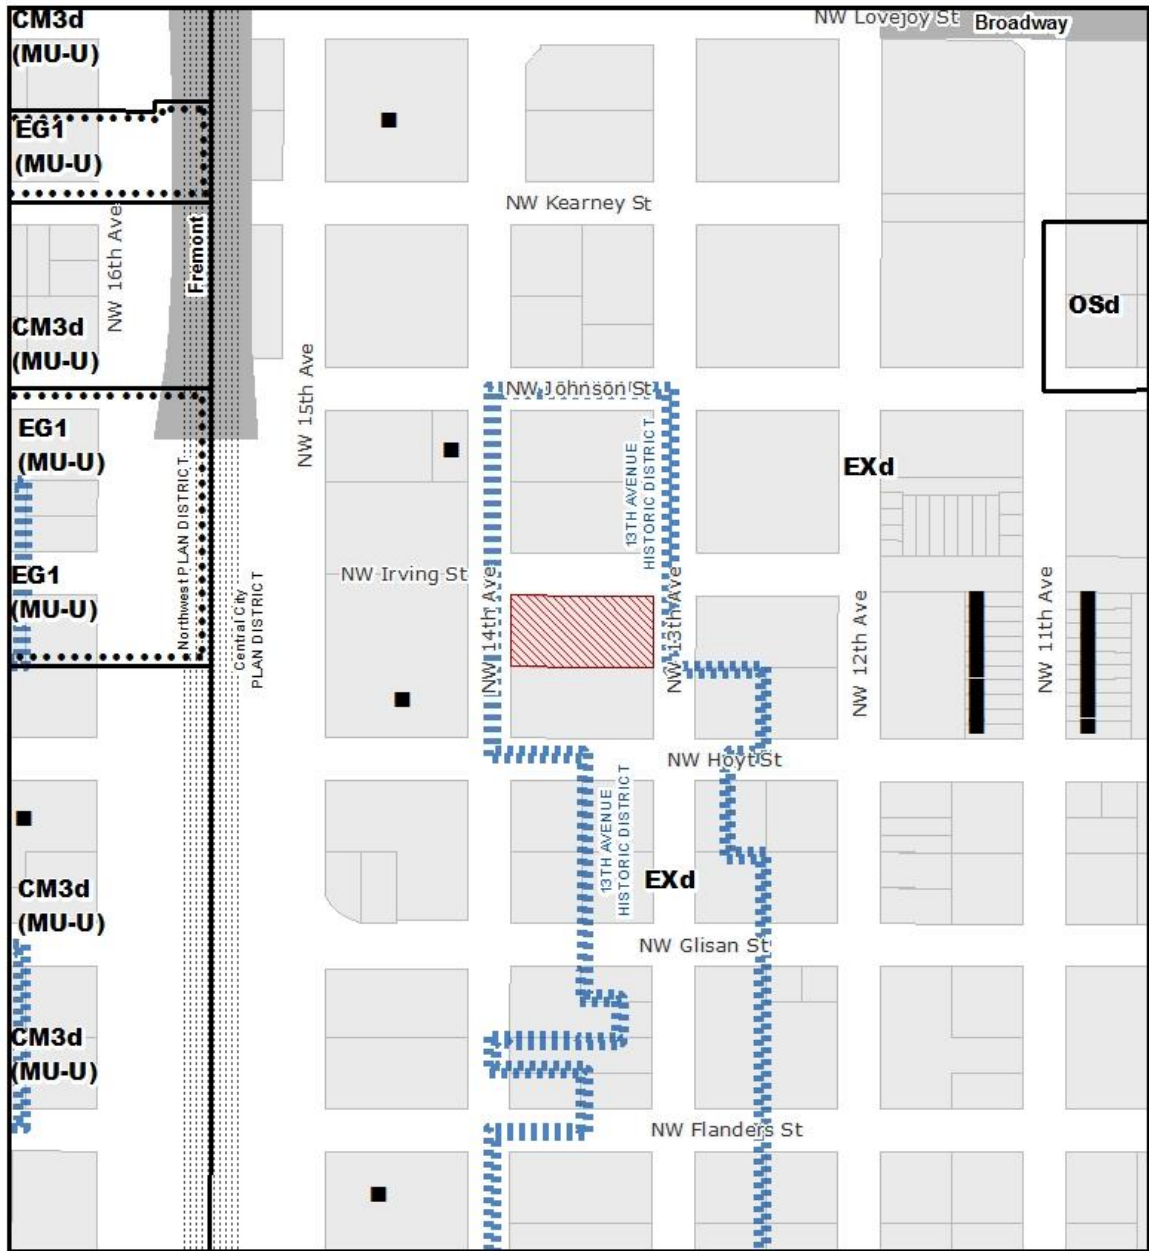 CM3d
(MU-U)
NW Lovejoy St
Broadway
EG1
(MU-U)
NW Kearney St
NW 16th Ave
Fremont
OSd
CM3d
(MU-U)
NW 15th Ave
NW Johnson St
EG1
(MU-U)
13TH AVENUE
HISTORIC DISTRICT
EXd
Northwest PLAN DISTRICT
Central City
PLAN DISTRICT
EG1
(MU-U)
NW Irving St
NW 14th Ave
NW 13th Ave
NW 12th Ave
NW 11th Ave
NW Hoyt St
13TH AVENUE
HISTORIC DISTRICT
EXd
CM3d
(MU-U)
NW Glisan St
CM3d
(MU-U)
NW Flanders St